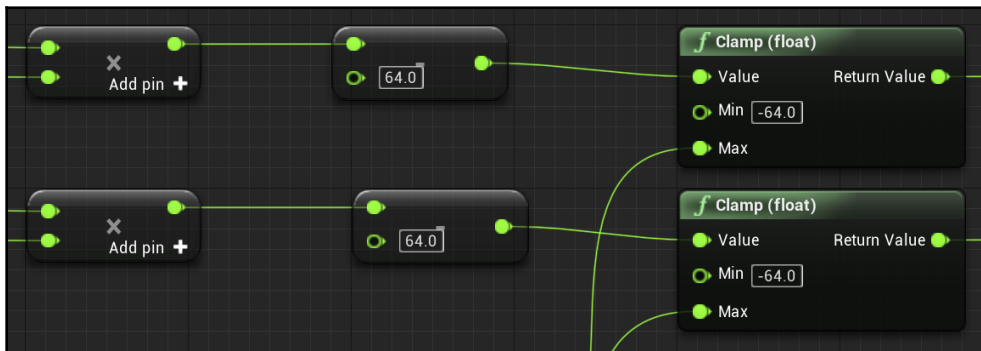 × Add pin +
- 64.0
f Clamp (float)
Value Return Value
Min -64.0
Max
× Add pin +
- 64.0
f Clamp (float)
Value Return Value
Min -64.0
Max